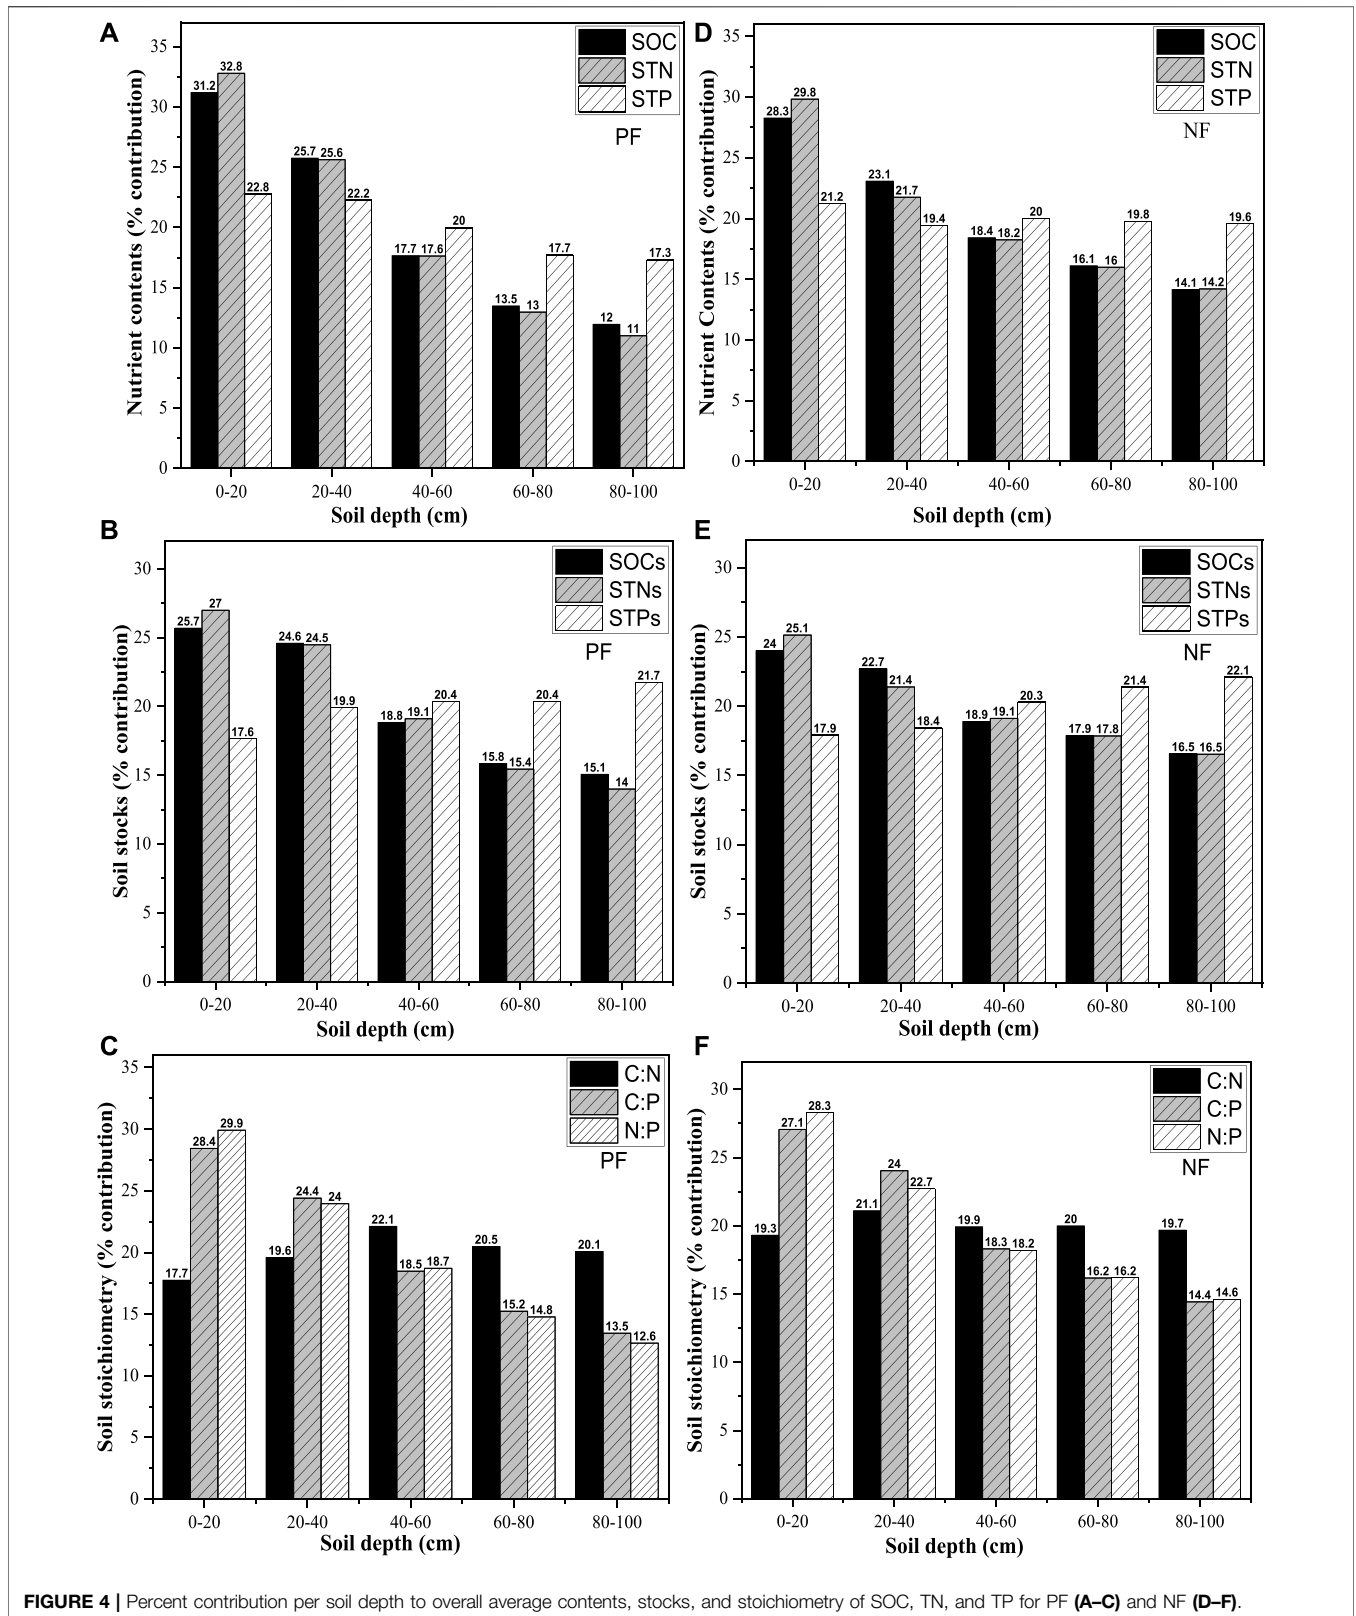 A
35
30
25
20
15
10
5
0
Nutrient contents (% contribution)
SOC
STN
STP
PF
31.2 32.8 22.8
25.7 25.6 22.2
17.7 17.6 20
13.5 13 17.7
12 11 17.3
0-20 20-40 40-60 60-80 80-100
Soil depth (cm)
D
35
30
25
20
15
10
5
0
Nutrient Contents (% contribution)
SOC
STN
STP
NF
28.3 29.8 21.2
23.1 21.7 19.4
18.4 18.2 20
16.1 16 19.8
14.1 14.2 19.6
0-20 20-40 40-60 60-80 80-100
Soil depth (cm)
B
30
25
20
15
10
5
0
Soil stocks (% contribution)
SOCs
STNs
STPs
PF
25.7 27 17.6
24.6 24.5 19.9
18.8 19.1 20.4
15.8 15.4 20.4
15.1 14 21.7
0-20 20-40 40-60 60-80 80-100
Soil depth (cm)
E
30
25
20
15
10
5
0
Soil stocks (% contribution)
SOCs
STNs
STPs
NF
24 25.1 17.9
22.7 21.4 18.4
18.9 19.1 20.3
17.9 17.8 21.4
16.5 16.5 22.1
0-20 20-40 40-60 60-80 80-100
Soil depth (cm)
C
35
30
25
20
15
10
5
0
Soil stoichiometry (% contribution)
C:N
C:P
N:P
PF
17.7 28.4 29.9
19.6 24.4 24
22.1 18.5 18.7
20.5 15.2 14.8
20.1 13.5 12.6
0-20 20-40 40-60 60-80 80-100
Soil depth (cm)
F
30
25
20
15
10
5
0
Soil stoichiometry (% contribution)
C:N
C:P
N:P
NF
19.3 27.1 28.3
21.1 24 22.7
19.9 18.3 18.2
20 16.2 16.2
19.7 14.4 14.6
0-20 20-40 40-60 60-80 80-100
Soil depth (cm)
FIGURE 4 | Percent contribution per soil depth to overall average contents, stocks, and stoichiometry of SOC, TN, and TP for PF (A–C) and NF (D–F).